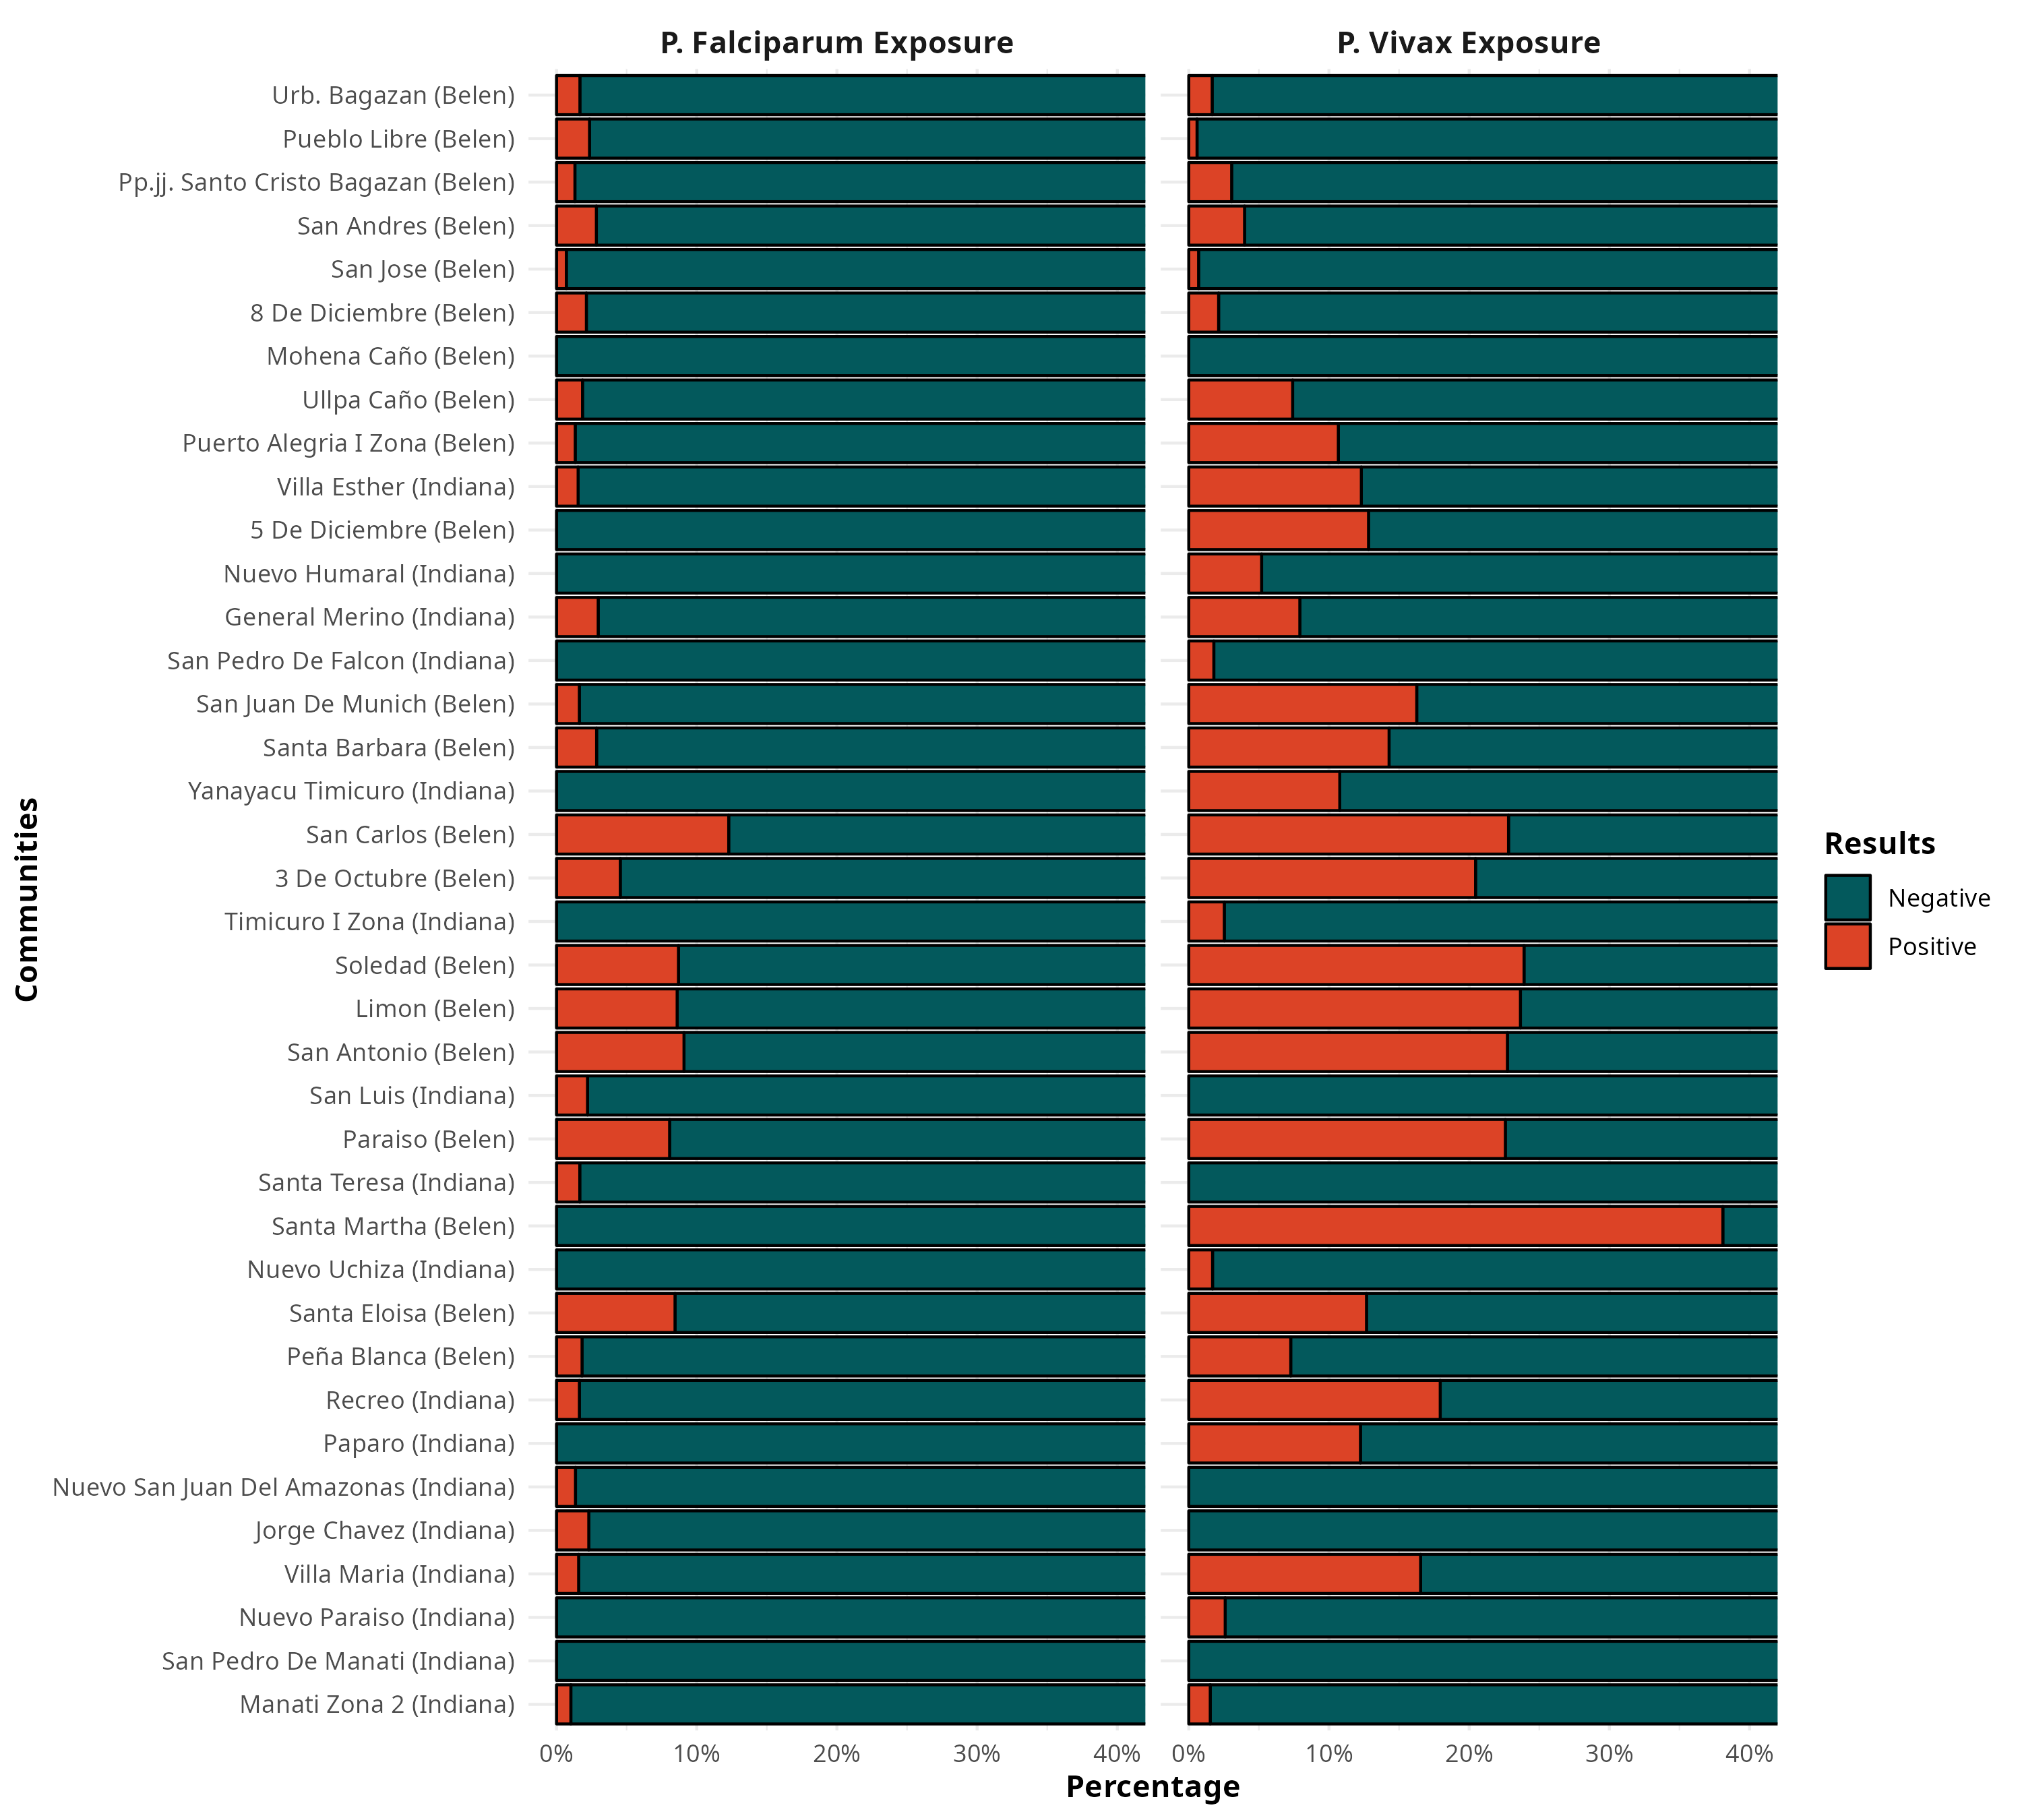 P. Falciparum Exposure
P. Vivax Exposure
Urb. Bagazan (Belen)
Pueblo Libre (Belen)
Pp.jj. Santo Cristo Bagazan (Belen)
San Andres (Belen)
San Jose (Belen)
8 De Diciembre (Belen)
Mohena Caño (Belen)
Ullpa Caño (Belen)
Puerto Alegria I Zona (Belen)
Villa Esther (Indiana)
5 De Diciembre (Belen)
Nuevo Humaral (Indiana)
General Merino (Indiana)
San Pedro De Falcon (Indiana)
San Juan De Munich (Belen)
Santa Barbara (Belen)
Yanayacu Timicuro (Indiana)
San Carlos (Belen)
3 De Octubre (Belen)
Timicuro I Zona (Indiana)
Soledad (Belen)
Limon (Belen)
San Antonio (Belen)
San Luis (Indiana)
Paraiso (Belen)
Santa Teresa (Indiana)
Santa Martha (Belen)
Nuevo Uchiza (Indiana)
Santa Eloisa (Belen)
Peña Blanca (Belen)
Recreo (Indiana)
Paparo (Indiana)
Nuevo San Juan Del Amazonas (Indiana)
Jorge Chavez (Indiana)
Villa Maria (Indiana)
Nuevo Paraiso (Indiana)
San Pedro De Manati (Indiana)
Manati Zona 2 (Indiana)
Communities
0% 10% 20% 30% 40%
0% 10% 20% 30% 40%
Percentage
Results
Negative
Positive